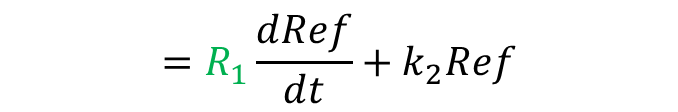 = R₁ dRef/dt + k₂Ref